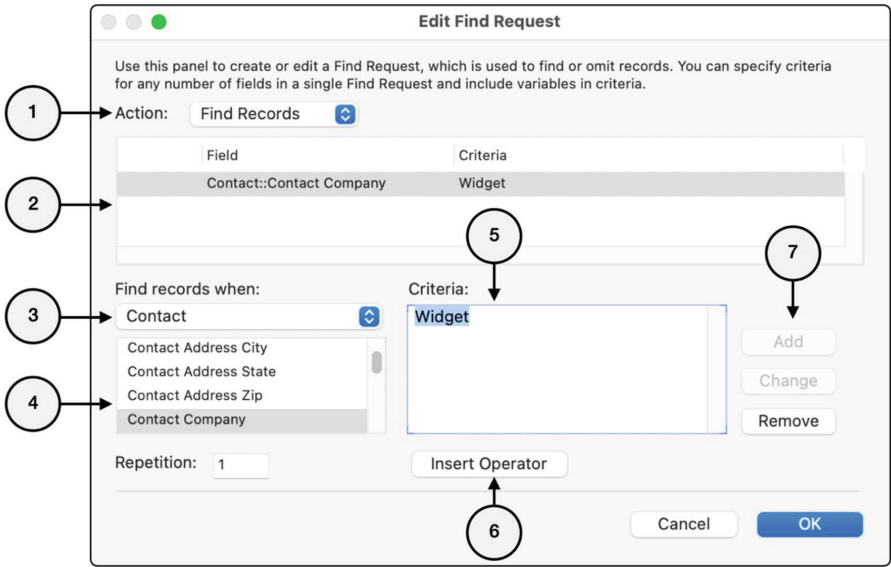 Edit Find Request
Use this panel to create or edit a Find Request, which is used to find or omit records. You can specify criteria
for any number of fields in a single Find Request and include variables in criteria.
1
Action: Find Records
Field Criteria
Contact::Contact Company Widget
2
5
7
Find records when: Criteria:
3
Contact
Widget
Contact Address City
Contact Address State
Contact Address Zip
Contact Company
4
Add
Change
Remove
Repetition: 1
Insert Operator
6
Cancel OK